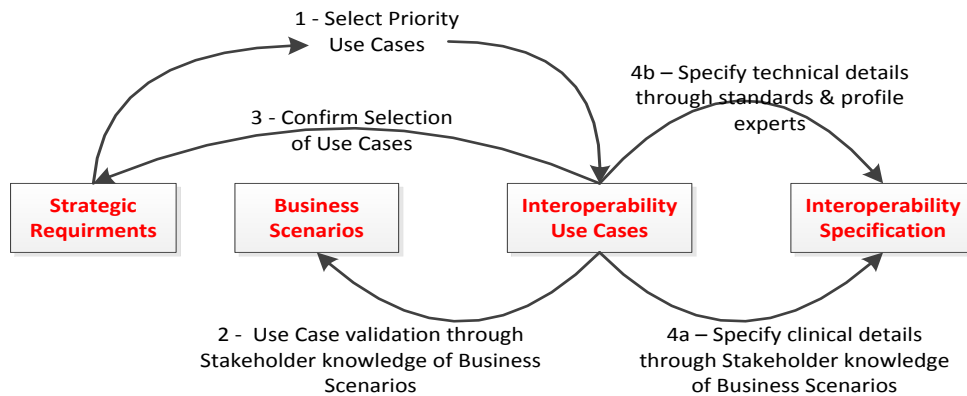 1 - Select Priority
Use Cases
3 - Confirm Selection
of Use Cases
4b – Specify technical details
through standards & profile
experts
Strategic
Requirments
Business
Scenarios
Interoperability
Use Cases
Interoperability
Specification
2 -  Use Case validation through
Stakeholder knowledge of Business
Scenarios
4a – Specify clinical details
through Stakeholder knowledge
of Business Scenarios